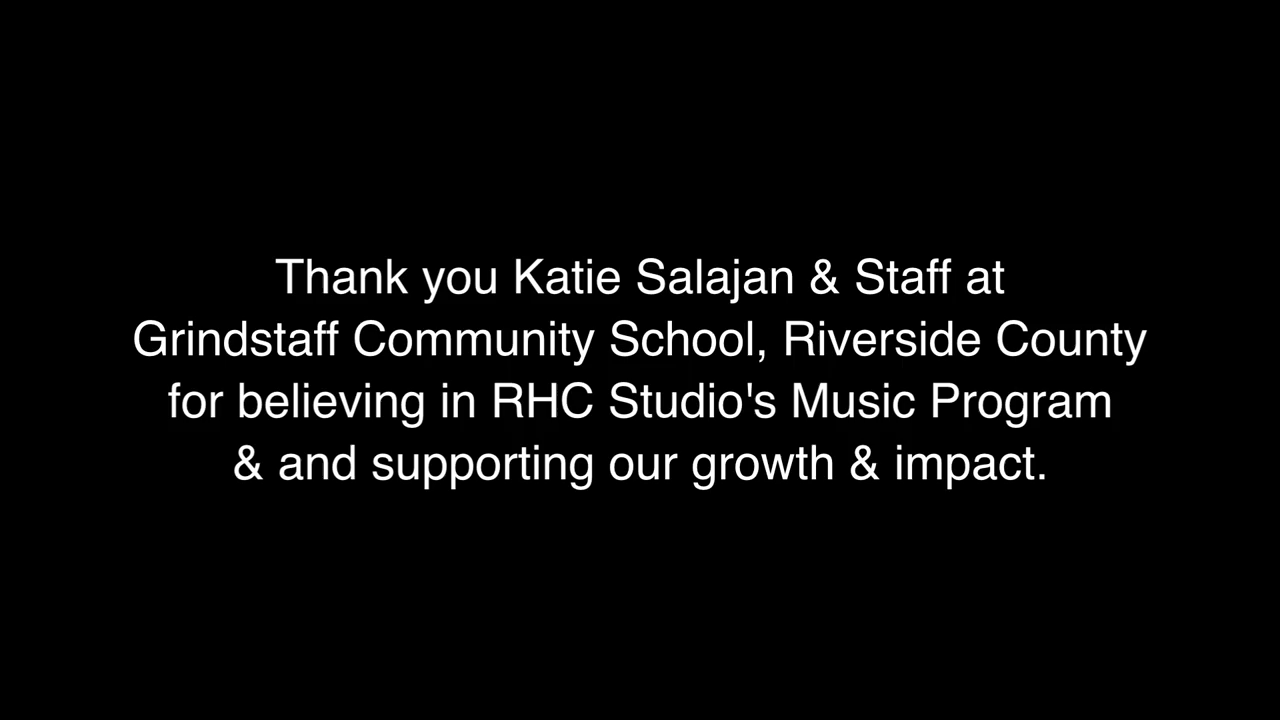 Thank you Katie Salajan & Staff at
Grindstaff Community School, Riverside County
for believing in RHC Studio's Music Program
& and supporting our growth & impact.